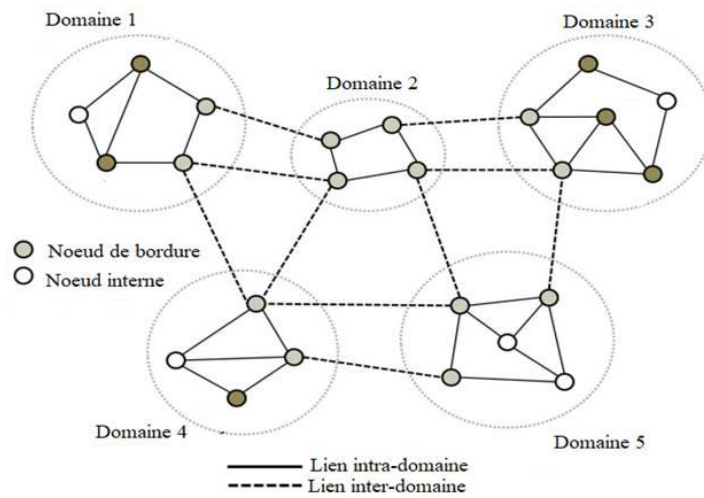 Domaine 1
Domaine 3
Domaine 2
Noeud de bordure
Noeud interne
Domaine 4
Domaine 5
Lien intra-domaine
Lien inter-domaine